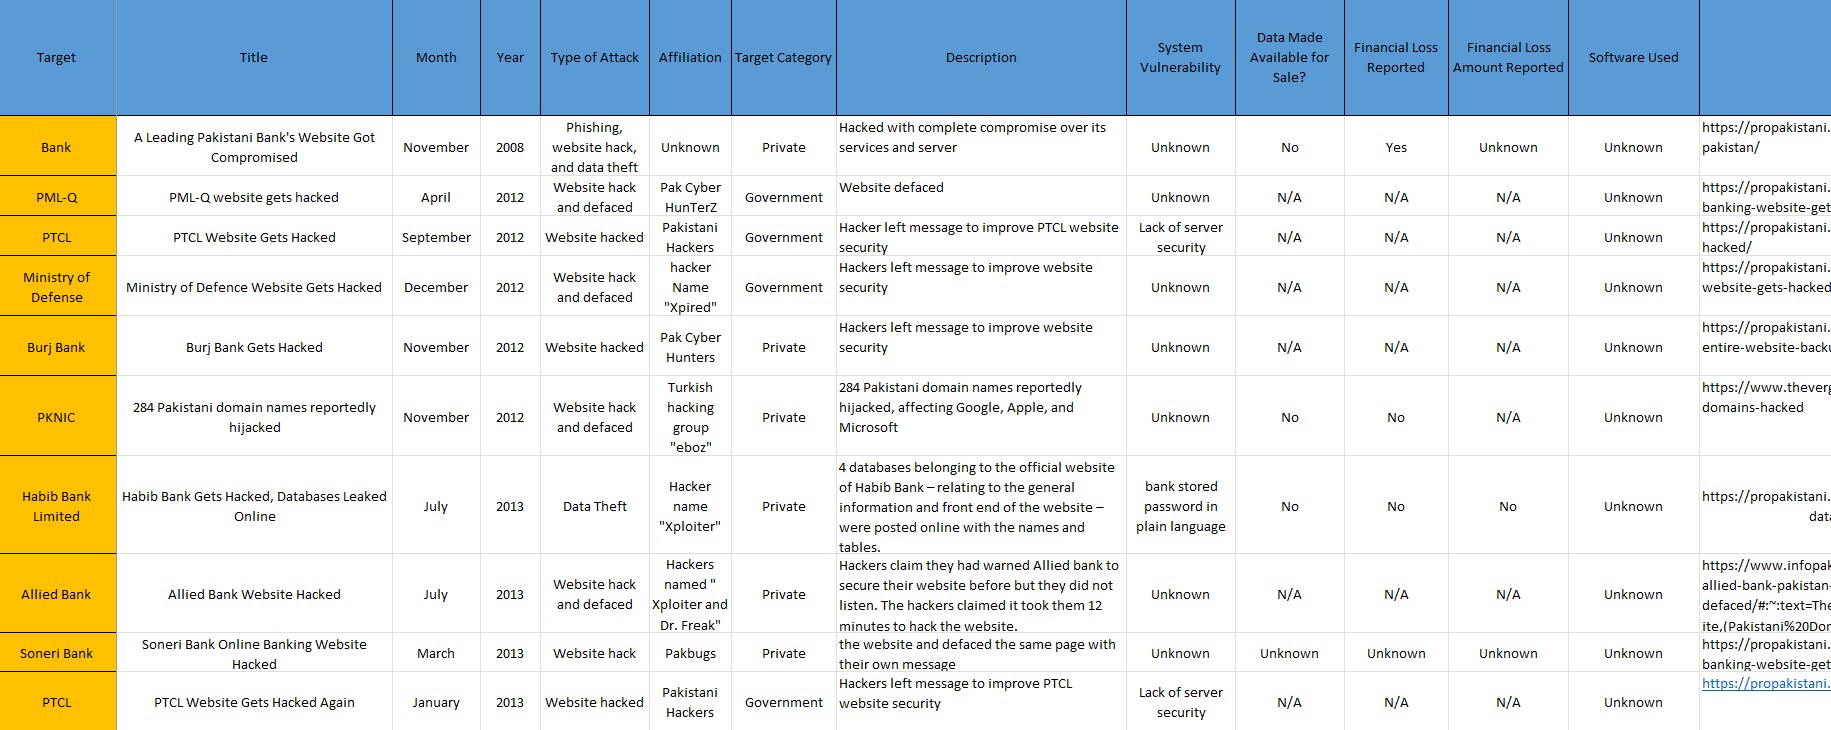 Target Title Month Year Type of Attack Affiliation Target Category Description System Vulnerability Data Made Available for Sale? Financial Loss Reported Financial Loss Amount Reported Software Used
Bank
A Leading Pakistani Bank's Website Got
Compromised
November
2008
Phishing,
website hack,
and data theft
Unknown
Private
Hacked with complete compromise over its
services and server
Unknown
No
Yes
Unknown
Unknown
https://propakistani.
pakistan/
PML-Q
PML-Q website gets hacked
April
2012
Website hack
and defaced
Pak Cyber
HunTerZ
Government
Website defaced
Unknown
N/A
N/A
N/A
Unknown
https://propakistani.
banking-website-get
PTCL
PTCL Website Gets Hacked
September
2012
Website hacked
Pakistani
Hackers
Government
Hacker left message to improve PTCL website
security
Lack of server
security
N/A
N/A
N/A
Unknown
https://propakistani.
hacked/
Ministry of
Defense
Ministry of Defence Website Gets Hacked
December
2012
Website hack
and defaced
hacker
Name
"Xpired"
Government
Hackers left message to improve website
security
Unknown
N/A
N/A
N/A
Unknown
https://propakistani.
website-gets-hacked
Burj Bank
Burj Bank Gets Hacked
November
2012
Website hacked
Pak Cyber
Hunters
Private
Hackers left message to improve website
security
Unknown
N/A
N/A
N/A
Unknown
https://propakistani.
entire-website-backu
PKNIC
284 Pakistani domain names reportedly
hijacked
November
2012
Website hack
and defaced
Turkish
hacking
group
"eboz"
Private
284 Pakistani domain names reportedly
hijacked, affecting Google, Apple, and
Microsoft
Unknown
No
No
N/A
Unknown
https://www.theverg
domains-hacked
Habib Bank
Limited
Habib Bank Gets Hacked, Databases Leaked
Online
July
2013
Data Theft
Hacker
name
"Xploiter"
Private
4 databases belonging to the official website
of Habib Bank – relating to the general
information and front end of the website –
were posted online with the names and
tables.
bank stored
password in
plain language
No
No
No
Unknown
https://propakistani.
data
Allied Bank
Allied Bank Website Hacked
July
2013
Website hack
and defaced
Hackers
named "
Xploiter and
Dr. Freak"
Private
Hackers claim they had warned Allied bank to
secure their website before but they did not
listen. The hackers claimed it took them 12
minutes to hack the website.
Unknown
N/A
N/A
N/A
Unknown
https://www.infopak
allied-bank-pakistan-
defaced/#:~:text=The
ite,(Pakistani%20Don
Soneri Bank
Soneri Bank Online Banking Website
Hacked
March
2013
Website hack
Pakbugs
Private
the website and defaced the same page with
their own message
Unknown
Unknown
Unknown
Unknown
Unknown
https://propakistani.
banking-website-get
PTCL
PTCL Website Gets Hacked Again
January
2013
Website hacked
Pakistani
Hackers
Government
Hackers left message to improve PTCL
website security
Lack of server
security
N/A
N/A
N/A
Unknown
https://propakistani.